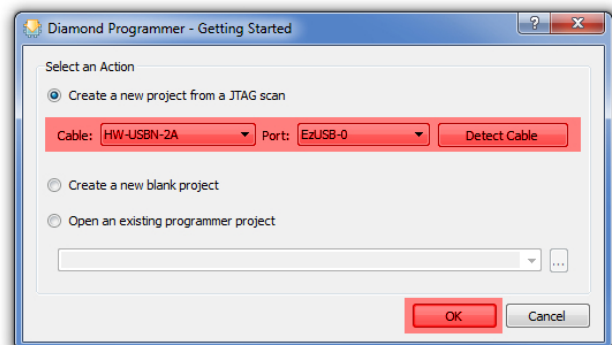 Diamond Programmer - Getting Started
Select an Action
Create a new project from a JTAG scan
Cable: HW-USBN-2A Port: EzUSB-0 Detect Cable
Create a new blank project
Open an existing programmer project
...
OK Cancel